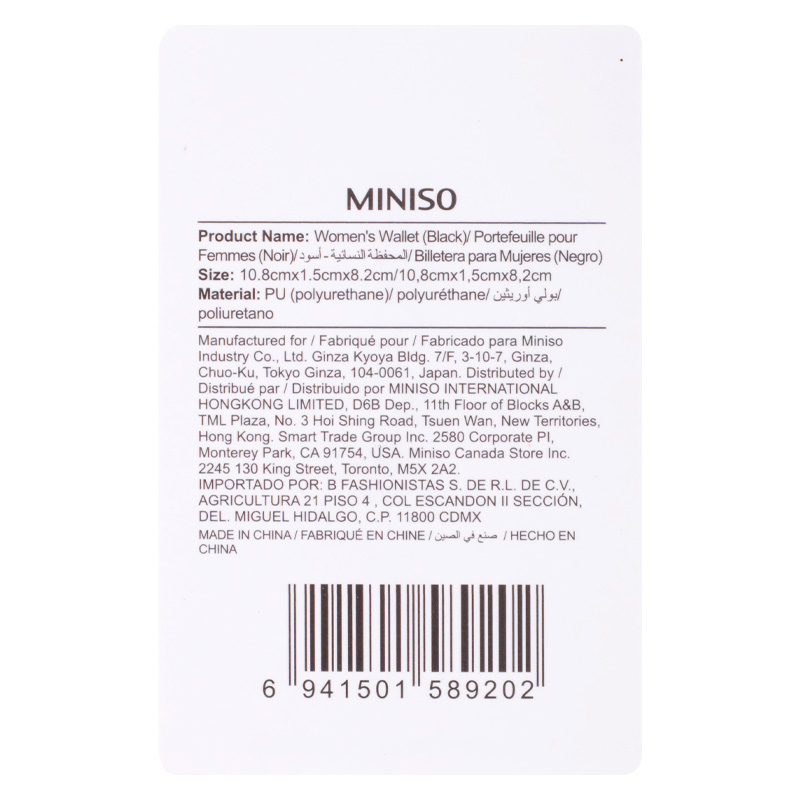 MINISO
Product Name: Women's Wallet (Black)/ Portefeuille pour
Femmes (Noir)/المحفظة النسائية - أسود/ Billetera para Mujeres (Negro)
Size: 10.8cmx1.5cmx8.2cm/10,8cmx1,5cmx8,2cm
Material: PU (polyurethane)/ polyuréthane/ بولي أوريثين/
poliuretano
Manufactured for / Fabriqué pour / Fabricado para Miniso
Industry Co., Ltd. Ginza Kyoya Bldg. 7/F, 3-10-7, Ginza,
Chuo-Ku, Tokyo Ginza, 104-0061, Japan. Distributed by /
Distribué par / Distribuido por MINISO INTERNATIONAL
HONGKONG LIMITED, D6B Dep., 11th Floor of Blocks A&B,
TML Plaza, No. 3 Hoi Shing Road, Tsuen Wan, New Territories,
Hong Kong. Smart Trade Group Inc. 2580 Corporate Pl,
Monterey Park, CA 91754, USA. Miniso Canada Store Inc.
2245 130 King Street, Toronto, M5X 2A2.
IMPORTADO POR: B FASHIONISTAS S. DE R.L. DE C.V.,
AGRICULTURA 21 PISO 4 , COL ESCANDON II SECCIÓN,
DEL. MIGUEL HIDALGO, C.P. 11800 CDMX
MADE IN CHINA / FABRIQUÉ EN CHINE / صنع في الصين / HECHO EN
CHINA
6 941501 589202